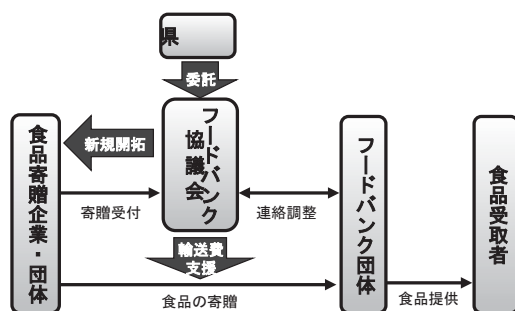 県
委託
フードバンク
協議会
新規開拓
食品寄贈企業・団体
寄贈受付
連絡調整
輸送費
支援
食品の寄贈
フードバンク団体
食品提供
食品受取者